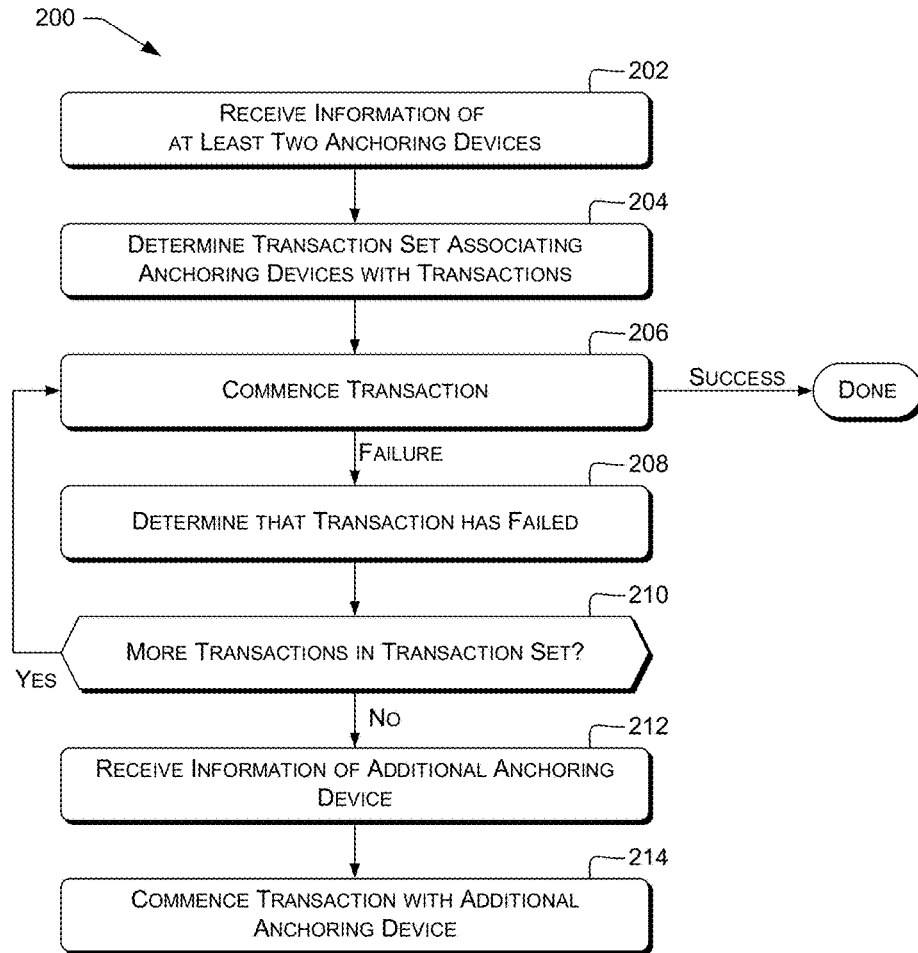 200
202
RECEIVE INFORMATION OF
AT LEAST TWO ANCHORING DEVICES
204
DETERMINE TRANSACTION SET ASSOCIATING
ANCHORING DEVICES WITH TRANSACTIONS
206
COMMENCE TRANSACTION
SUCCESS
DONE
FAILURE
208
DETERMINE THAT TRANSACTION HAS FAILED
210
MORE TRANSACTIONS IN TRANSACTION SET?
YES
NO
212
RECEIVE INFORMATION OF ADDITIONAL ANCHORING
DEVICE
214
COMMENCE TRANSACTION WITH ADDITIONAL
ANCHORING DEVICE